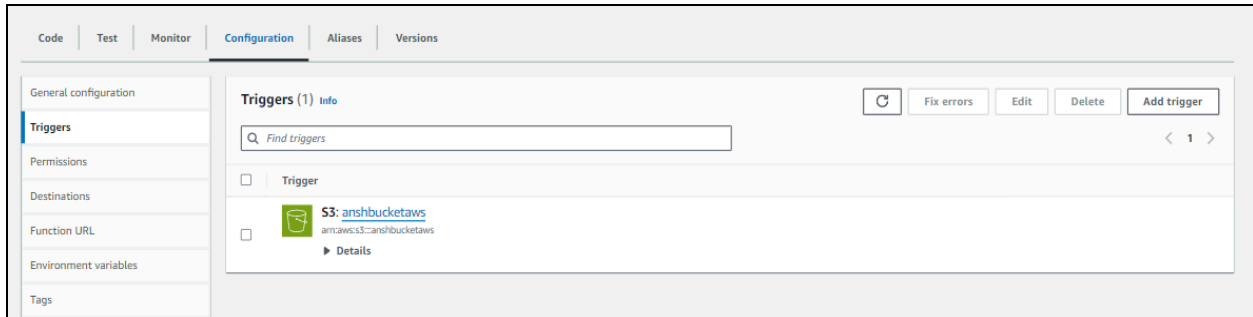 Code Test Monitor Configuration Aliases Versions
General configuration
Triggers
Permissions
Destinations
Function URL
Environment variables
Tags
Triggers (1) Info
Fix errors Edit Delete Add trigger
Find triggers
1
Trigger
S3: anshbucketaws
arn:aws:s3:::anshbucketaws
Details